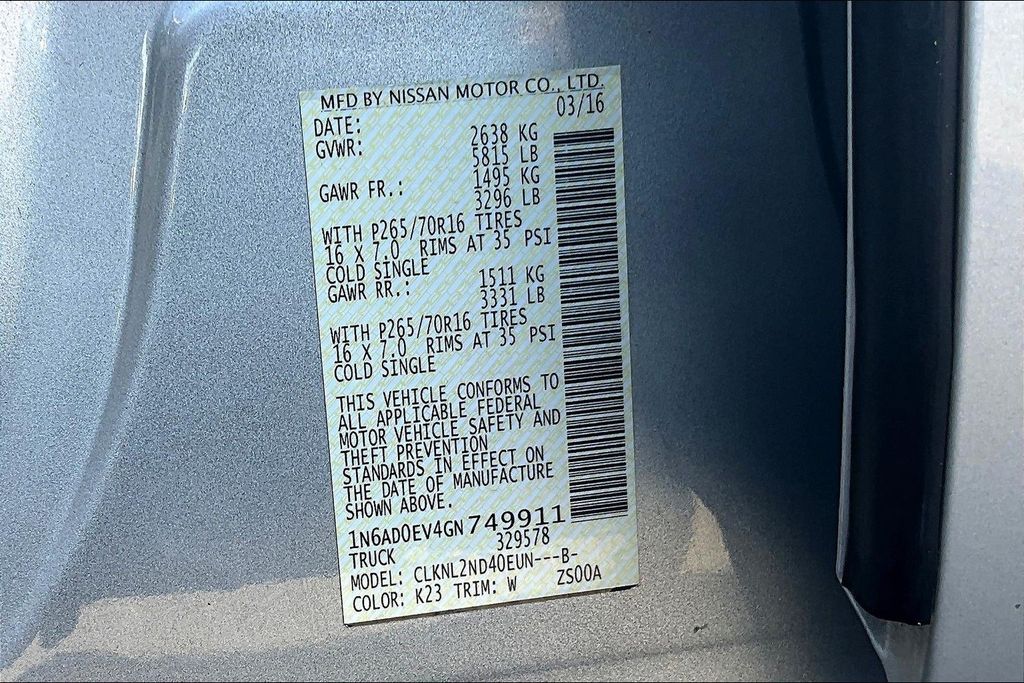 MFD BY NISSAN MOTOR CO., LTD.
DATE: 03/16
GVWR: 2638 KG
5815 LB
GAWR FR.: 1495 KG
3296 LB
WITH P265/70R16 TIRES
16 X 7.0 RIMS AT 35 PSI
COLD SINGLE
GAWR RR.: 1511 KG
3331 LB
WITH P265/70R16 TIRES
16 X 7.0 RIMS AT 35 PSI
COLD SINGLE
THIS VEHICLE CONFORMS TO
ALL APPLICABLE FEDERAL
MOTOR VEHICLE SAFETY AND
THEFT PREVENTION
STANDARDS IN EFFECT ON
THE DATE OF MANUFACTURE
SHOWN ABOVE.
1N6AD0EV4GN749911
TRUCK 329578
MODEL: CLKNL2ND40EUN---B-
COLOR: K23 TRIM: W ZS00A